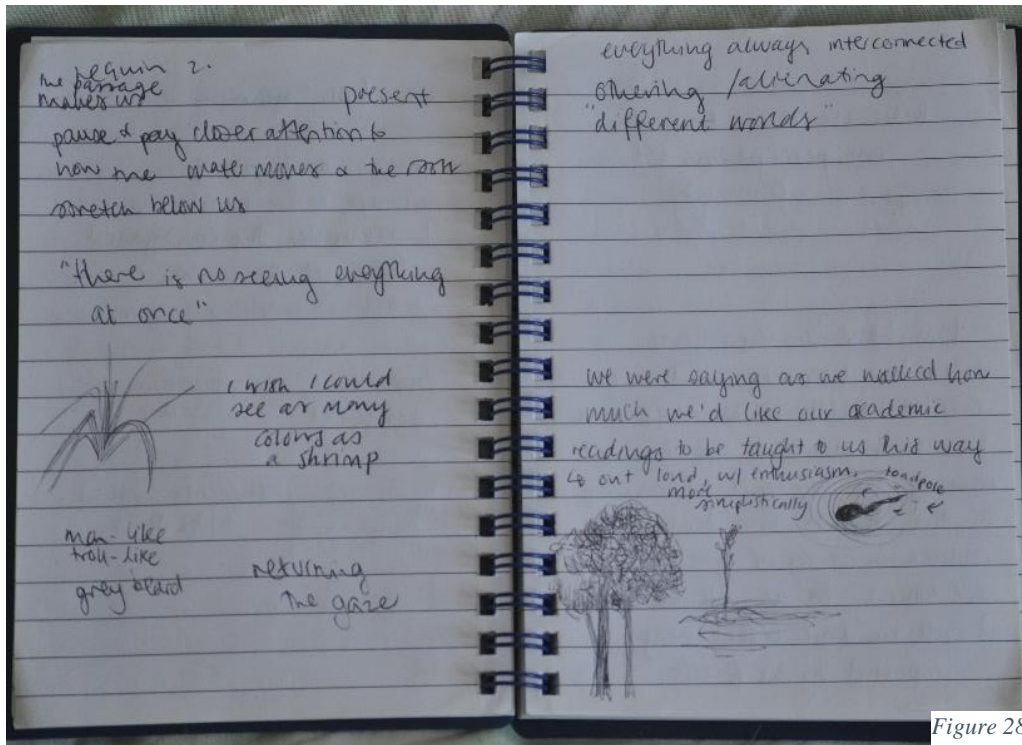 Leguin 2.
the passage
makes us present
pause & pay closer attention to
how the water moves & the
stretch below us
"there is no seeing everything
at once"
I wish I could
see as many
colors as
a shrimp
man-like
troll-like
grey beard
returning
the gaze
everything always interconnected
othering /alienating
"different worlds"
we were saying as we walked how
much we'd like our academic
readings to be taught to us this way
↳ out loud, w/ enthusiasm,
more
simplistically
toadpole
Figure 28